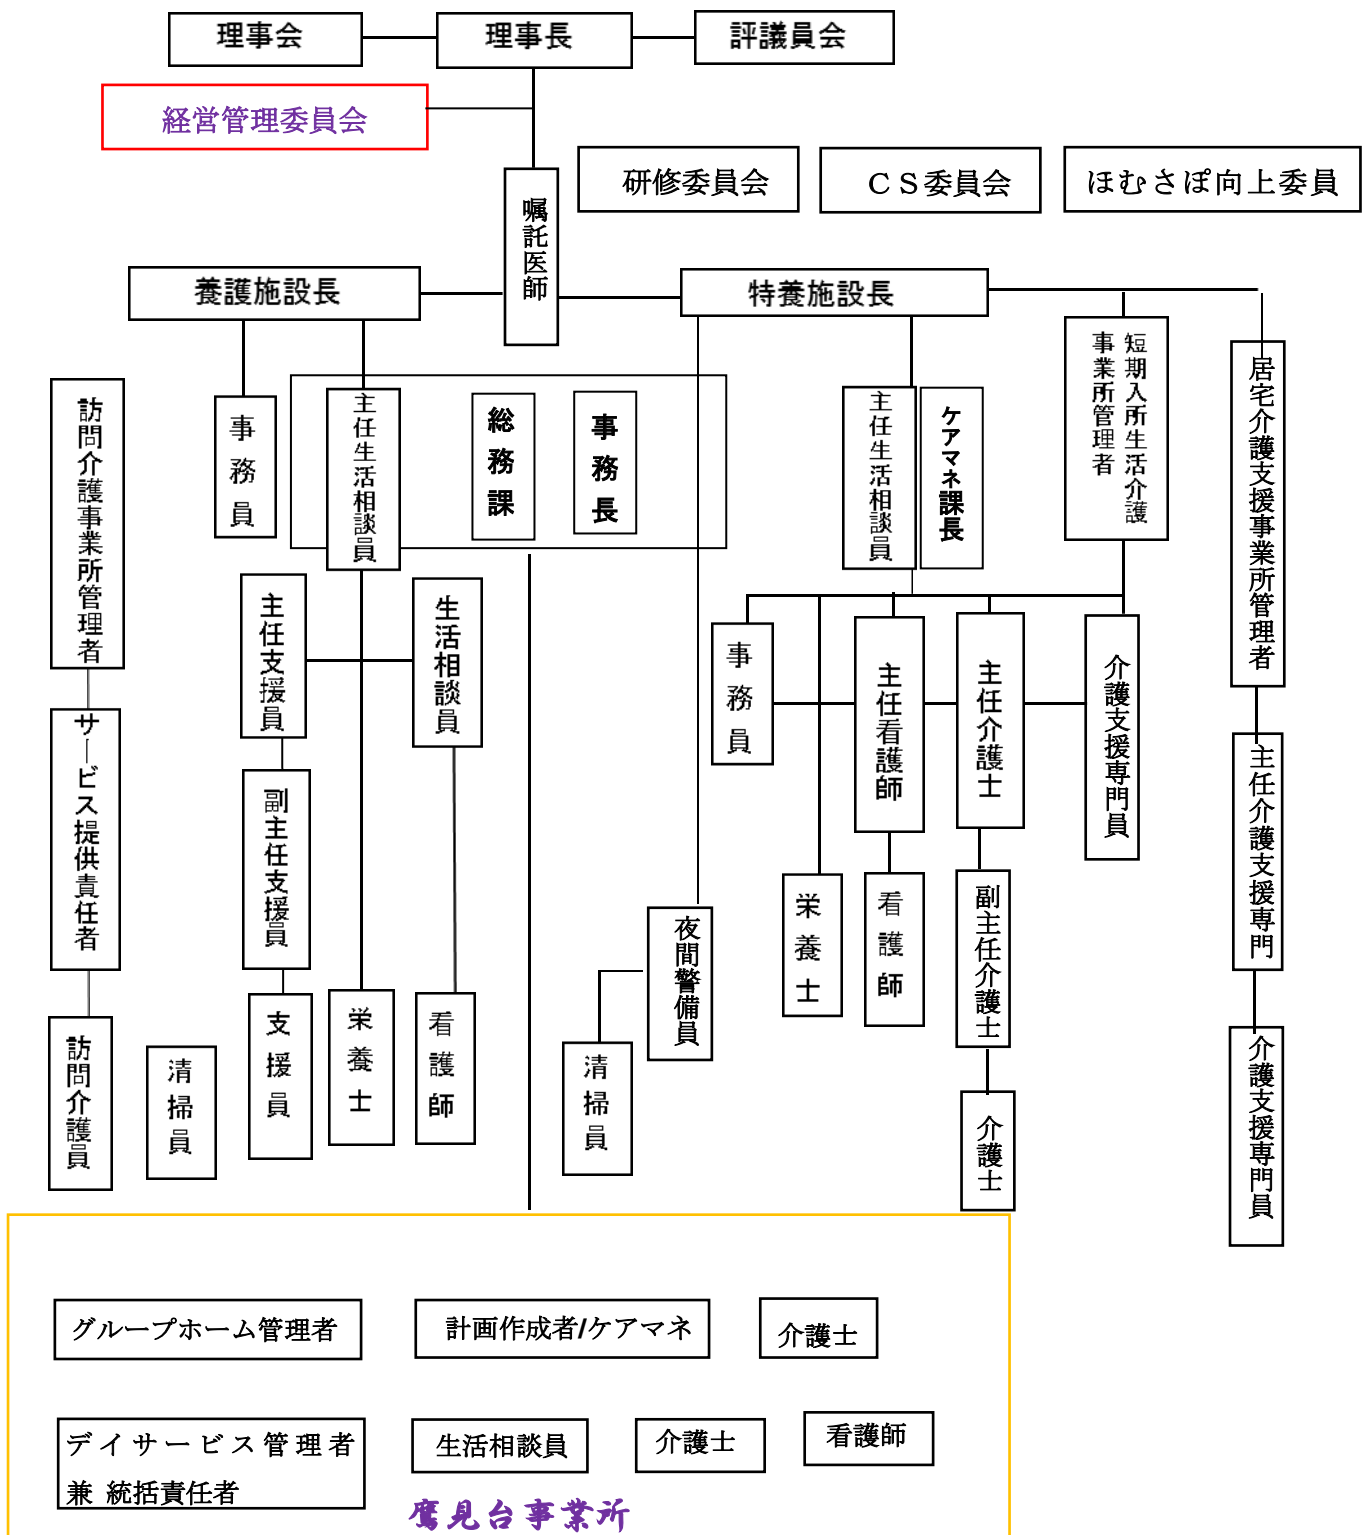 理事会
理事長
評議員会
経営管理委員会
研修委員会
ＣＳ委員会
ほむさぽ向上委員
嘱託医師
養護施設長
特養施設長
訪問介護事業所管理者
事務員
主任生活相談員
総務課
事務長
主任生活相談員
ケアマネ課長
短期入所生活介護
事業所管理者
居宅介護支援事業所管理者
主任支援員
生活相談員
事務員
主任看護師
主任介護士
介護支援専門員
サービス提供責任者
副主任支援員
主任介護支援専門
栄養士
看護師
副主任介護士
夜間警備員
訪問介護員
清掃員
支援員
栄養士
看護師
清掃員
介護士
介護支援専門員
グループホーム管理者
計画作成者/ケアマネ
介護士
デイサービス管理者
兼 統括責任者
生活相談員
介護士
看護師
鷹見台事業所